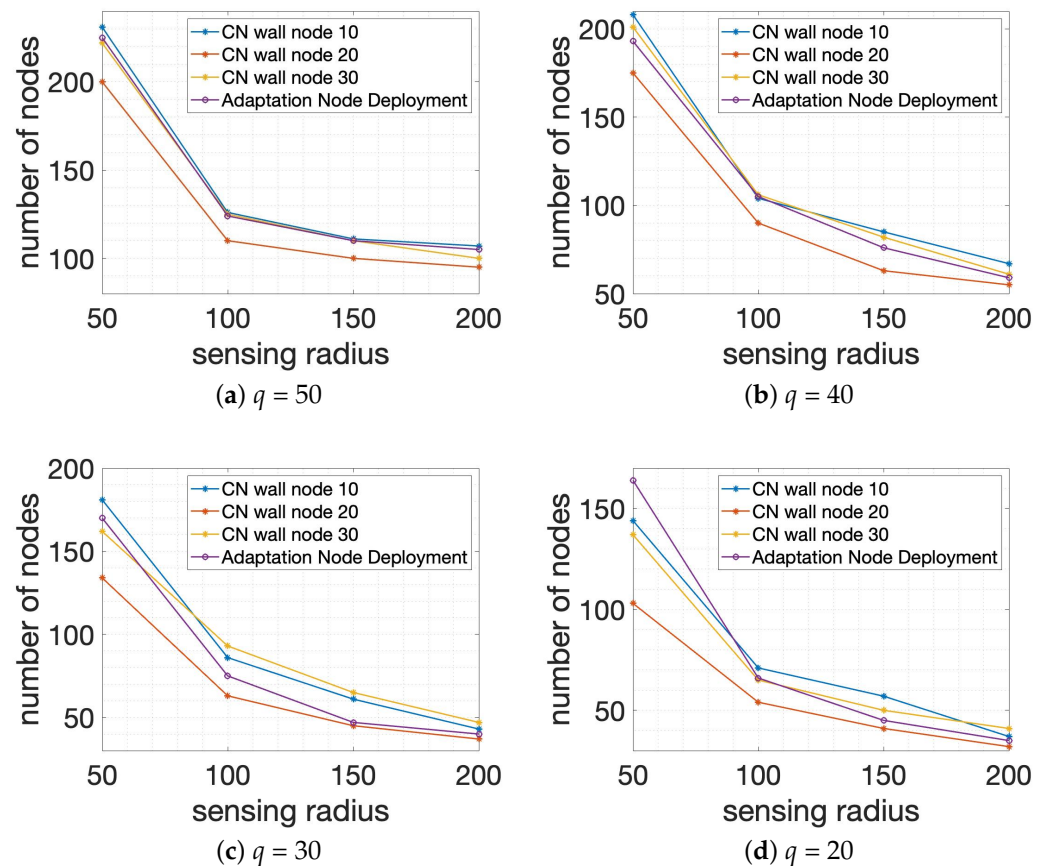 number of nodes
200
150
100
CN wall node 10
CN wall node 20
CN wall node 30
Adaptation Node Deployment
50 100 150 200
sensing radius
(a) q = 50
number of nodes
200
150
100
50
CN wall node 10
CN wall node 20
CN wall node 30
Adaptation Node Deployment
50 100 150 200
sensing radius
(b) q = 40
number of nodes
200
150
100
50
CN wall node 10
CN wall node 20
CN wall node 30
Adaptation Node Deployment
50 100 150 200
sensing radius
(c) q = 30
number of nodes
150
100
50
CN wall node 10
CN wall node 20
CN wall node 30
Adaptation Node Deployment
50 100 150 200
sensing radius
(d) q = 20